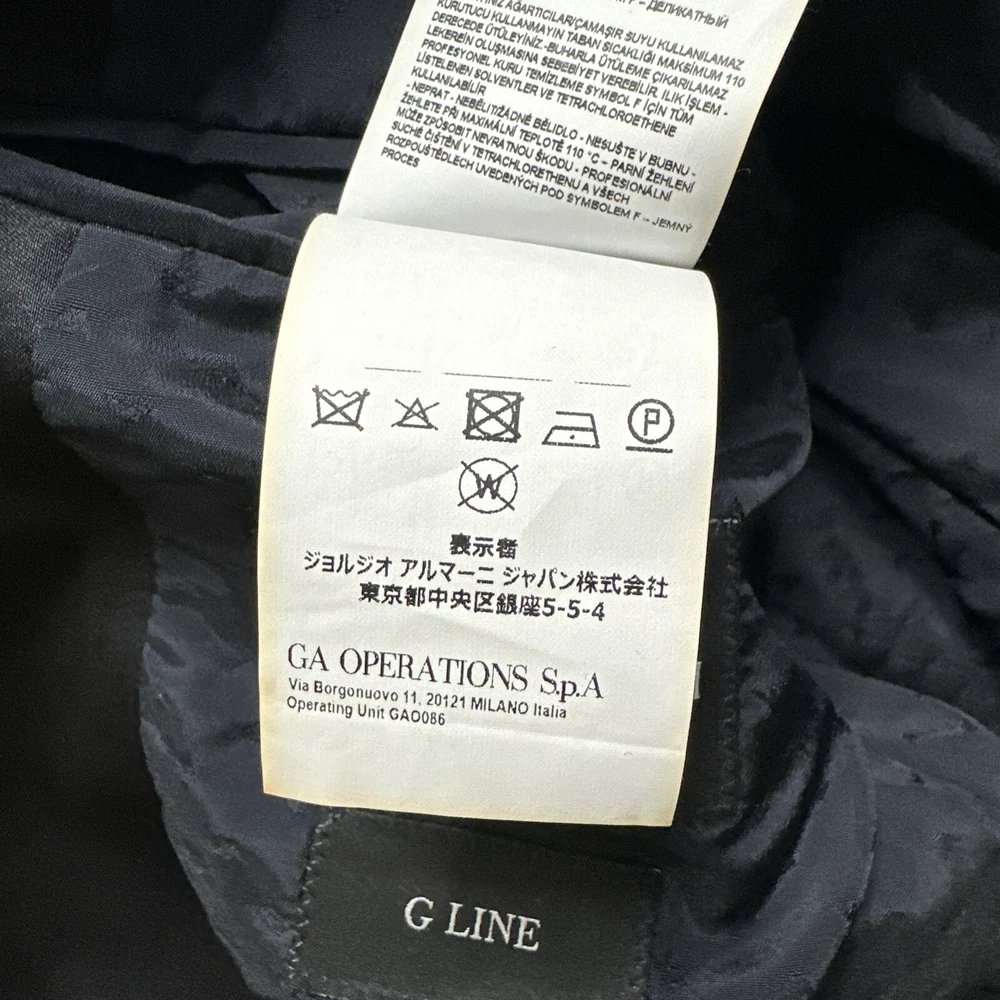 – ДЕЛИКАТНЫЙ
AĞARTICILAR/ÇAMAŞIR SUYU KULLANILAMAZ
KURUTUCU KULLANMAYIN TABAN SICAKLIĞI MAKSİMUM 110
DERECEDE ÜTÜLEYİNİZ.-BUHARLA ÜTÜLEME ÇIKARILAMAZ
LEKEREİN OLUŞMASINA SEBEBİYET VEREBİLİR. ILIK İŞLEM -
PROFESYONEL KURU TEMİZLEME SYMBOL F İÇİN TÜM
LİSTELENEN SOLVENTLER VE TETRACHLOROETHENE
KULLANILABİLİR
- NEPRAT - NEBĚLITŽADNÉ BĚLIDLO - NESUŠTE V BUBNU -
ŽEHLETE PŘI MAXIMÁLNÍ TEPLOTĚ 110 °C – PARNÍ ŽEHLENÍ
MŮŽE ZPŮSOBIT NEVRATNOU ŠKODU - PROFESIONÁLNÍ
SUCHÉ ČIŠTĚNÍ V TETRACHLORETHENU A VŠECH
ROZPOUŠTĚDLECH UVEDENÝCH POD SYMBOLEM F – JEMNÝ
PROCES
P
W
表示者
ジョルジオ アルマーニ ジャパン株式会社
東京都中央区銀座5-5-4
GA OPERATIONS S.p.A
Via Borgonuovo 11, 20121 MILANO Italia
Operating Unit GAO086
G LINE